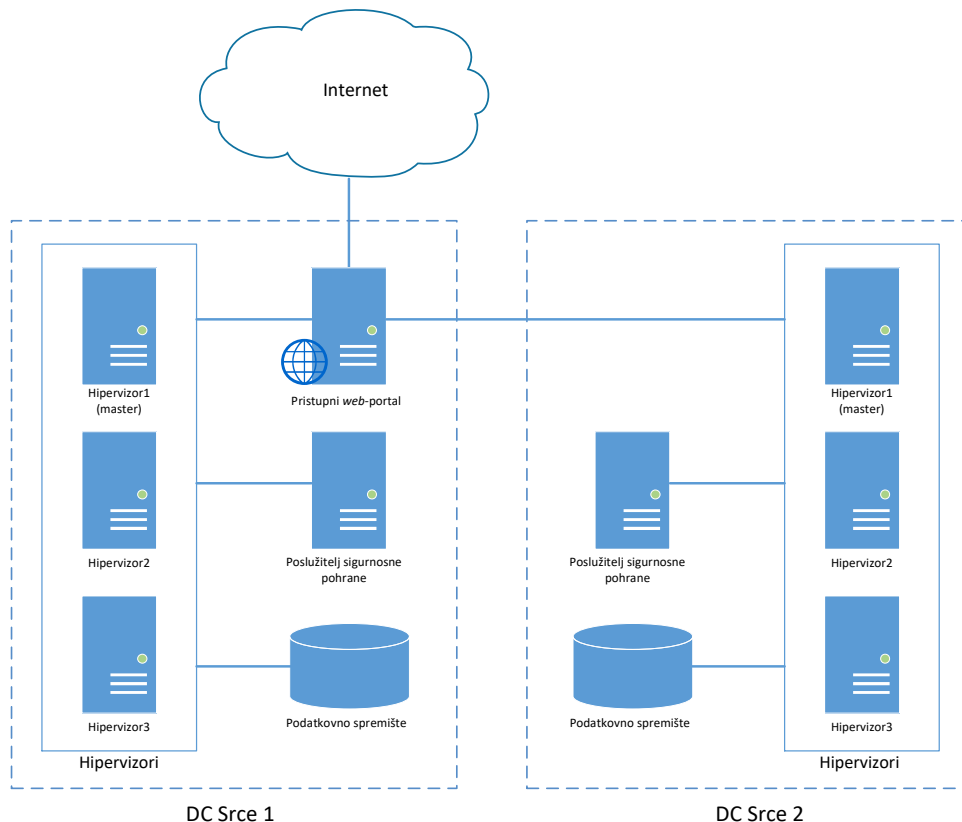 Internet
Hipervizor1
(master)
Pristupni web-portal
Hipervizor1
(master)
Hipervizor2
Poslužitelj sigurnosne
pohrane
Poslužitelj sigurnosne
pohrane
Hipervizor2
Hipervizor3
Podatkovno spremište
Podatkovno spremište
Hipervizor3
Hipervizori
Hipervizori
DC Srce 1
DC Srce 2